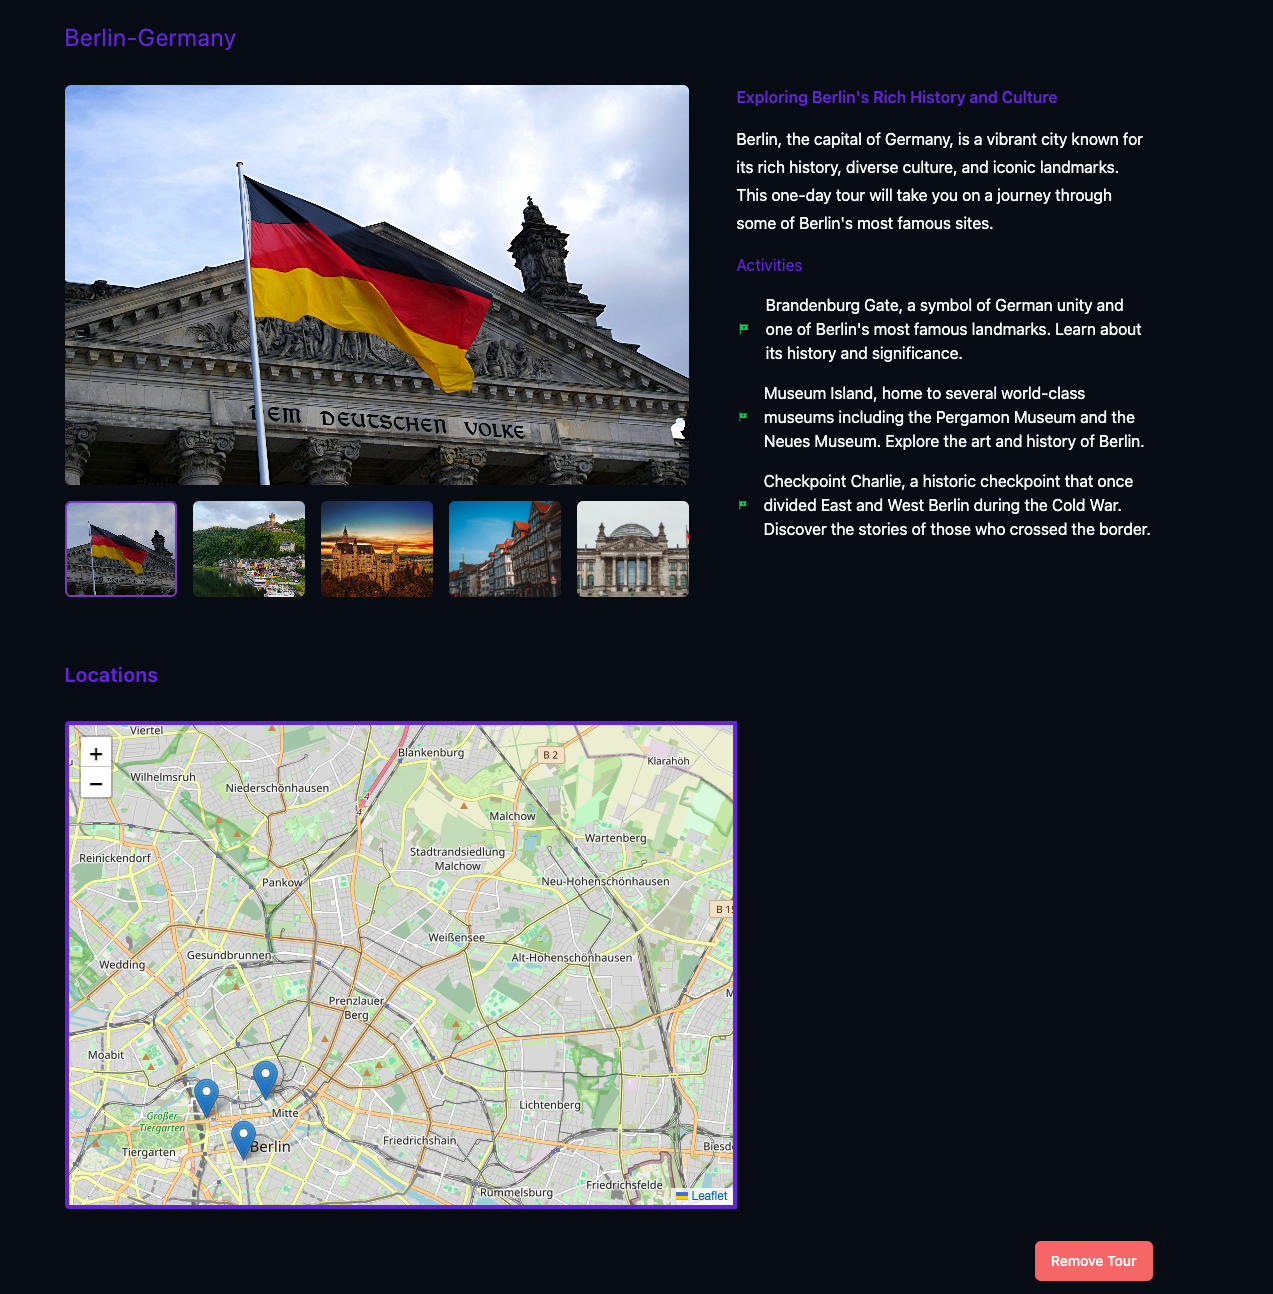 Berlin-Germany
DEM DEUTSCHEN VOLKE
Exploring Berlin's Rich History and Culture
Berlin, the capital of Germany, is a vibrant city known for
its rich history, diverse culture, and iconic landmarks.
This one-day tour will take you on a journey through
some of Berlin's most famous sites.
Activities
Brandenburg Gate, a symbol of German unity and
one of Berlin's most famous landmarks. Learn about
its history and significance.
Museum Island, home to several world-class
museums including the Pergamon Museum and the
Neues Museum. Explore the art and history of Berlin.
Checkpoint Charlie, a historic checkpoint that once
divided East and West Berlin during the Cold War.
Discover the stories of those who crossed the border.
Locations
+
−
Viertel
Blankenburg
B 2
Klarahöh
Wilhelmsruh
Niederschönhausen
4
4
Malchow
Wartenberg
Stadtrandsiedlung
Malchow
Reinickendorf
Pankow
Neu-Hohenschönhausen
B 15
Weißensee
Gesundbrunnen
Alt-Hohenschönhausen
Wedding
Prenzlauer
Berg
Moabit
Großer
Tiergarten
Mitte
Lichtenberg
Tiergarten
Berlin
Friedrichshain
Biesd
Friedrichsfelde
Rummelsburg
Leaflet
Remove Tour